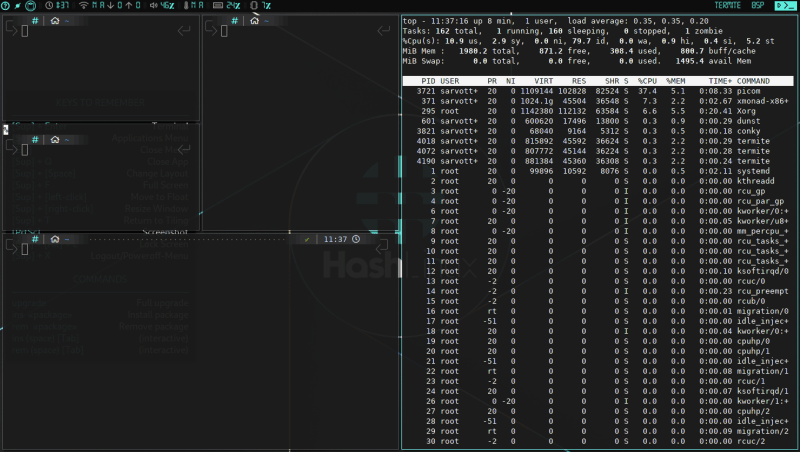 8:37 MA 0 0 46% MA 24% 7% TERMITE BSP
# ~
# ~
# ~
# ~ 11:37
Applications Menu
Close App
Change Layout
Full Screen
Move to Float
Return to Tiling
Screenshot
Full upgrade
Install package
Remove package
Hash
top - 11:37:16 up 8 min, 1 user, load average: 0.35, 0.35, 0.20
Tasks: 162 total, 1 running, 160 sleeping, 0 stopped, 1 zombie
%Cpu(s): 10.9 us, 2.9 sy, 0.0 ni, 79.7 id, 0.0 wa, 0.9 hi, 0.4 si, 5.2 st
MiB Mem : 1980.2 total, 871.2 free, 308.4 used, 800.7 buff/cache
MiB Swap: 0.0 total, 0.0 free, 0.0 used. 1495.4 avail Mem
PID USER PR NI VIRT RES SHR S %CPU %MEM TIME+ COMMAND
3721 sarvott+ 20 0 1109144 102828 82524 S 37.4 5.1 0:08.33 picom
371 sarvott+ 20 0 1024.1g 45504 36548 S 7.3 2.2 0:02.67 xmonad-x86+
295 root 20 0 1142380 112132 63584 S 6.6 5.5 0:20.41 Xorg
601 sarvott+ 20 0 600620 17496 13800 S 0.3 0.9 0:00.29 dunst
3821 sarvott+ 20 0 68040 9164 5312 S 0.3 0.5 0:00.18 conky
4018 sarvott+ 20 0 815892 45592 36624 S 0.3 2.2 0:00.29 termite
4072 sarvott+ 20 0 807772 45144 36224 S 0.3 2.2 0:00.28 termite
4190 sarvott+ 20 0 881384 45360 36308 S 0.3 2.2 0:00.24 termite
1 root 20 0 99896 10592 8076 S 0.0 0.5 0:02.11 systemd
2 root 20 0 0 0 0 S 0.0 0.0 0:00.00 kthreadd
3 root 0 -20 0 0 0 I 0.0 0.0 0:00.00 rcu_gp
4 root 0 -20 0 0 0 I 0.0 0.0 0:00.00 rcu_par_gp
6 root 0 -20 0 0 0 I 0.0 0.0 0:00.00 kworker/0:+
7 root 20 0 0 0 0 I 0.0 0.0 0:00.05 kworker/u8+
8 root 0 -20 0 0 0 I 0.0 0.0 0:00.00 mm_percpu_+
9 root 20 0 0 0 0 S 0.0 0.0 0:00.00 rcu_tasks_+
10 root 20 0 0 0 0 S 0.0 0.0 0:00.00 rcu_tasks_+
11 root 20 0 0 0 0 S 0.0 0.0 0:00.00 rcu_tasks_+
12 root 20 0 0 0 0 S 0.0 0.0 0:00.10 ksoftirqd/0
13 root -2 0 0 0 0 S 0.0 0.0 0:00.00 rcuc/0
14 root -2 0 0 0 0 I 0.0 0.0 0:00.23 rcu_preempt
15 root -2 0 0 0 0 S 0.0 0.0 0:00.00 rcub/0
16 root rt 0 0 0 0 S 0.0 0.0 0:00.01 migration/0
17 root -51 0 0 0 0 S 0.0 0.0 0:00.00 idle_injec+
18 root 20 0 0 0 0 I 0.0 0.0 0:00.04 kworker/0:+
19 root 20 0 0 0 0 S 0.0 0.0 0:00.00 cpuhp/0
20 root 20 0 0 0 0 S 0.0 0.0 0:00.00 cpuhp/1
21 root -51 0 0 0 0 S 0.0 0.0 0:00.00 idle_injec+
22 root rt 0 0 0 0 S 0.0 0.0 0:00.08 migration/1
23 root -2 0 0 0 0 S 0.0 0.0 0:00.00 rcuc/1
24 root 20 0 0 0 0 S 0.0 0.0 0:00.07 ksoftirqd/1
26 root 0 -20 0 0 0 I 0.0 0.0 0:00.00 kworker/1:+
27 root 20 0 0 0 0 S 0.0 0.0 0:00.00 cpuhp/2
28 root -51 0 0 0 0 S 0.0 0.0 0:00.00 idle_injec+
29 root rt 0 0 0 0 S 0.0 0.0 0:00.09 migration/2
30 root -2 0 0 0 0 S 0.0 0.0 0:00.00 rcuc/2